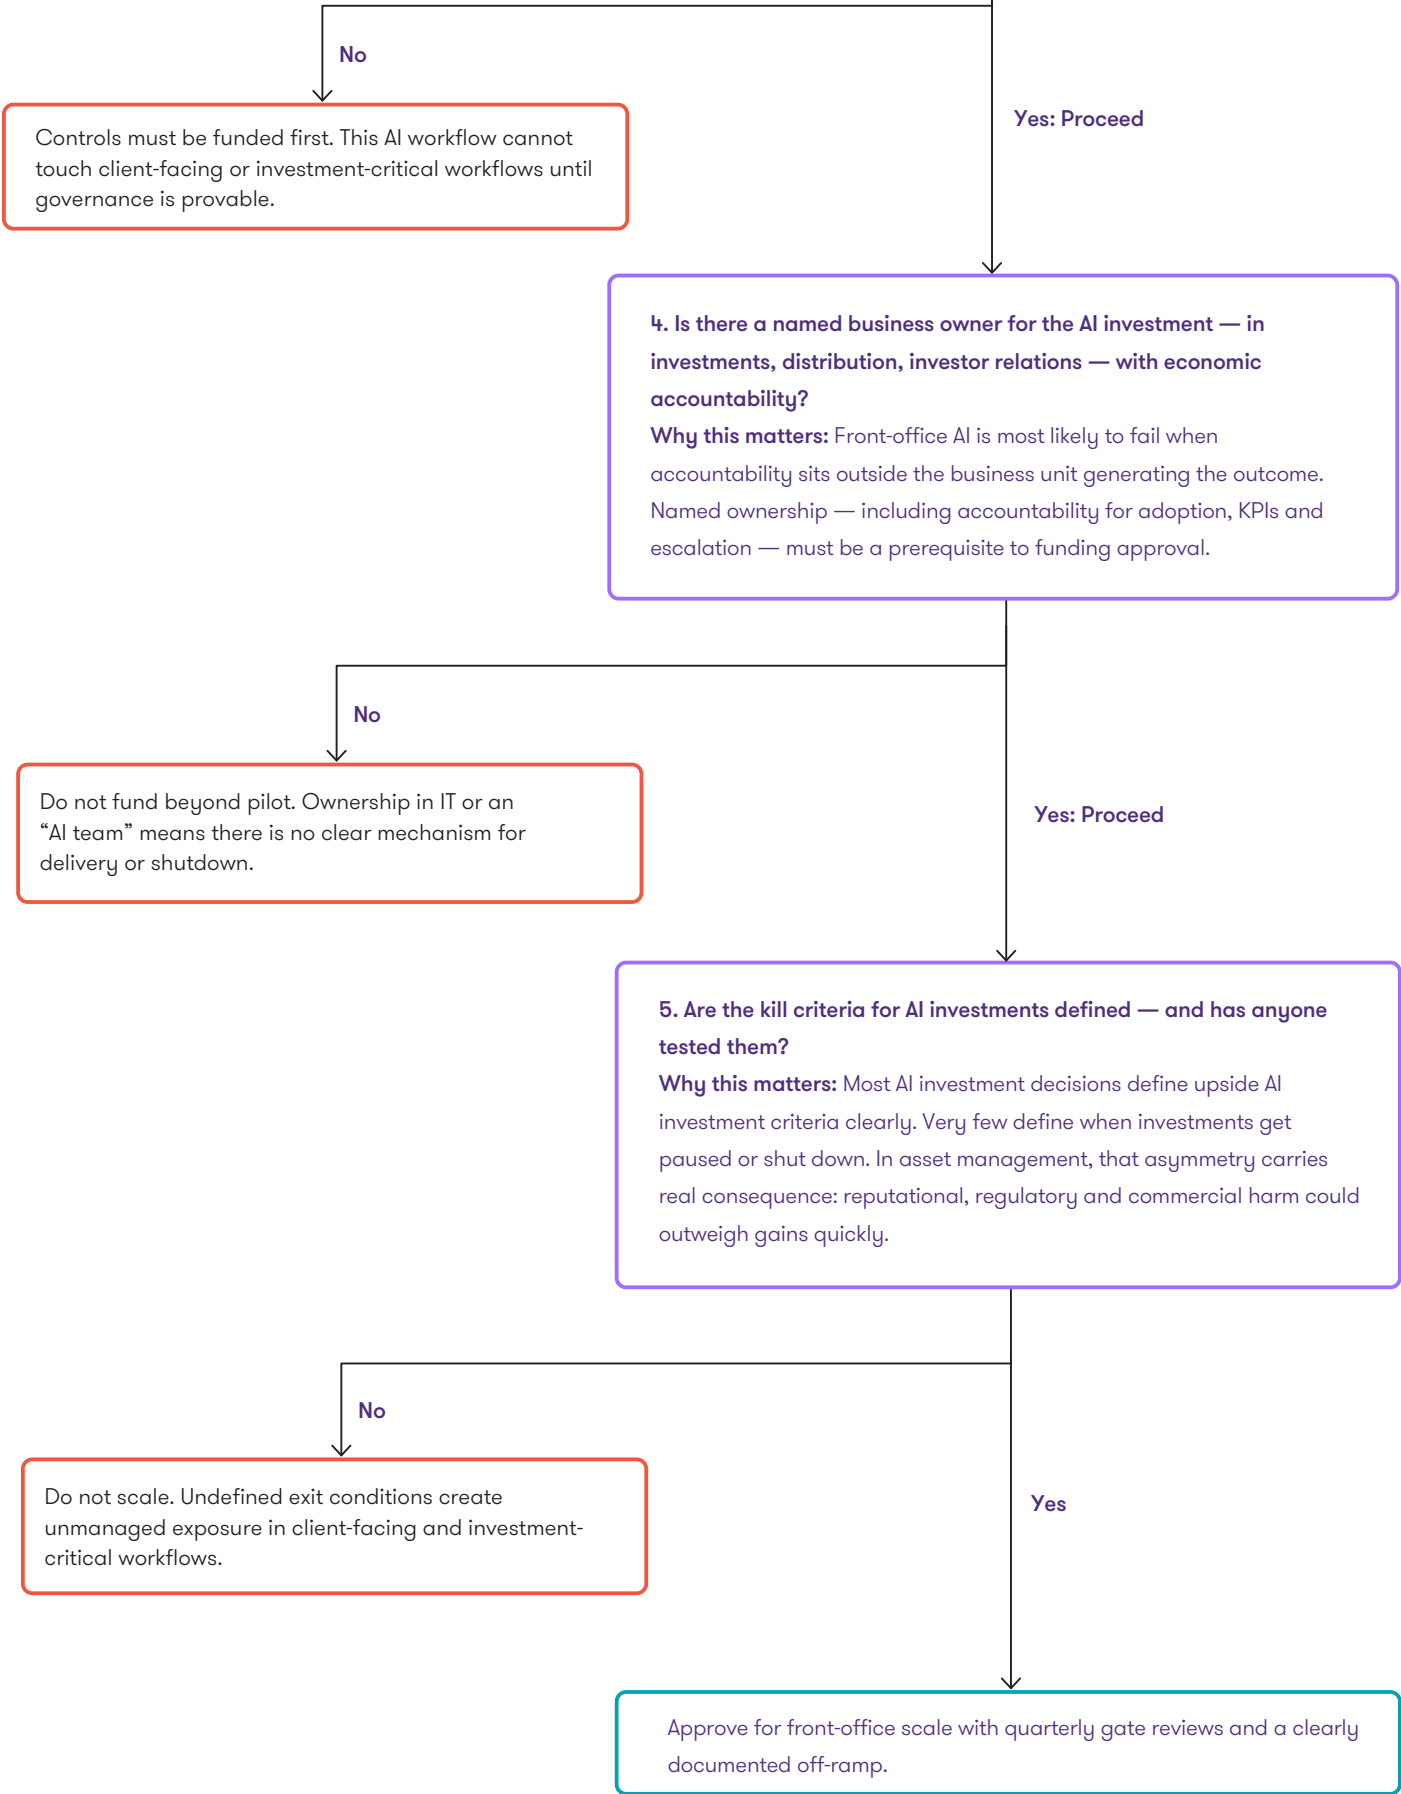 No
Yes: Proceed
Controls must be funded first. This AI workflow cannot
touch client-facing or investment-critical workflows until
governance is provable.
4. Is there a named business owner for the AI investment — in
investments, distribution, investor relations — with economic
accountability?
Why this matters: Front-office AI is most likely to fail when
accountability sits outside the business unit generating the outcome.
Named ownership — including accountability for adoption, KPIs and
escalation — must be a prerequisite to funding approval.
No
Do not fund beyond pilot. Ownership in IT or an
“AI team” means there is no clear mechanism for
delivery or shutdown.
Yes: Proceed
5. Are the kill criteria for AI investments defined — and has anyone
tested them?
Why this matters: Most AI investment decisions define upside AI
investment criteria clearly. Very few define when investments get
paused or shut down. In asset management, that asymmetry carries
real consequence: reputational, regulatory and commercial harm could
outweigh gains quickly.
No
Do not scale. Undefined exit conditions create
unmanaged exposure in client-facing and investment-
critical workflows.
Yes
Approve for front-office scale with quarterly gate reviews and a clearly
documented off-ramp.